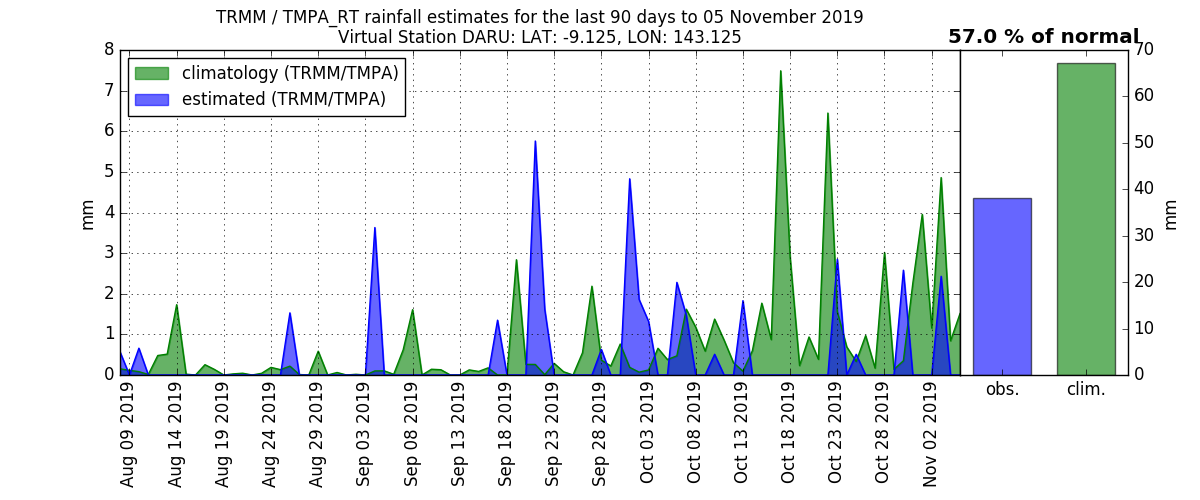 TRMM / TMPA_RT rainfall estimates for the last 90 days to 05 November 2019
Virtual Station DARU: LAT: -9.125, LON: 143.125
57.0 % of normal
climatology (TRMM/TMPA)
estimated (TRMM/TMPA)
mm
8
7
6
5
4
3
2
1
0
Aug 09 2019
Aug 14 2019
Aug 19 2019
Aug 24 2019
Aug 29 2019
Sep 03 2019
Sep 08 2019
Sep 13 2019
Sep 18 2019
Sep 23 2019
Sep 28 2019
Oct 03 2019
Oct 08 2019
Oct 13 2019
Oct 18 2019
Oct 23 2019
Oct 28 2019
Nov 02 2019
obs.
clim.
70
60
50
40
30
20
10
0
mm